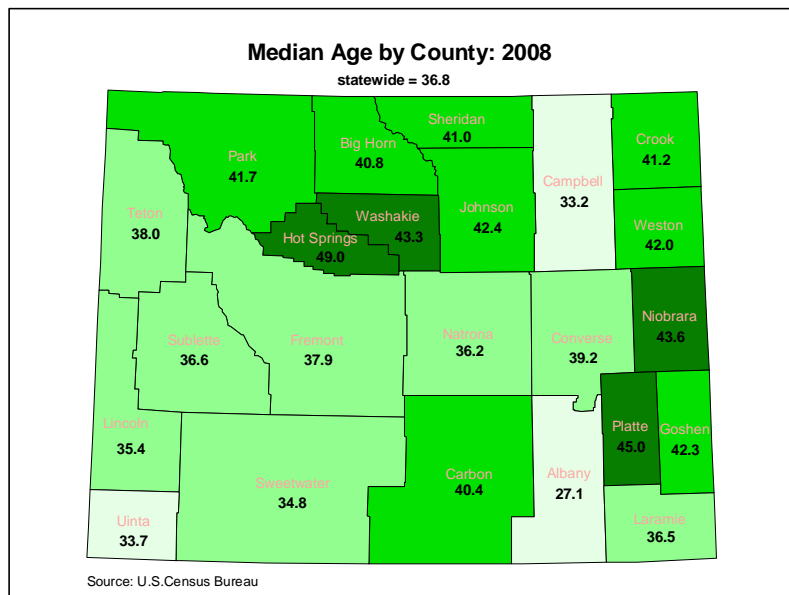 Median Age by County: 2008
statewide = 36.8
Sheridan
41.0
Big Horn
40.8
Park
41.7
Crook
41.2
Campbell
33.2
Teton
38.0
Washakie
43.3
Johnson
42.4
Weston
42.0
Hot Springs
49.0
Niobrara
43.6
Sublette
36.6
Fremont
37.9
Natrona
36.2
Converse
39.2
Lincoln
35.4
Platte
45.0
Goshen
42.3
Sweetwater
34.8
Carbon
40.4
Albany
27.1
Uinta
33.7
Laramie
36.5
Source: U.S.Census Bureau